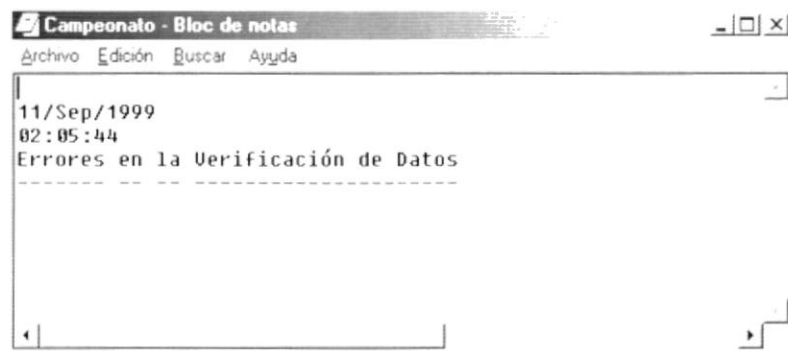 Campeonato - Bloc de notas
Archivo Edición Buscar Ayuda
11/Sep/1999
02:05:44
Errores en la Verificación de Datos
------- -- -- ---------------------